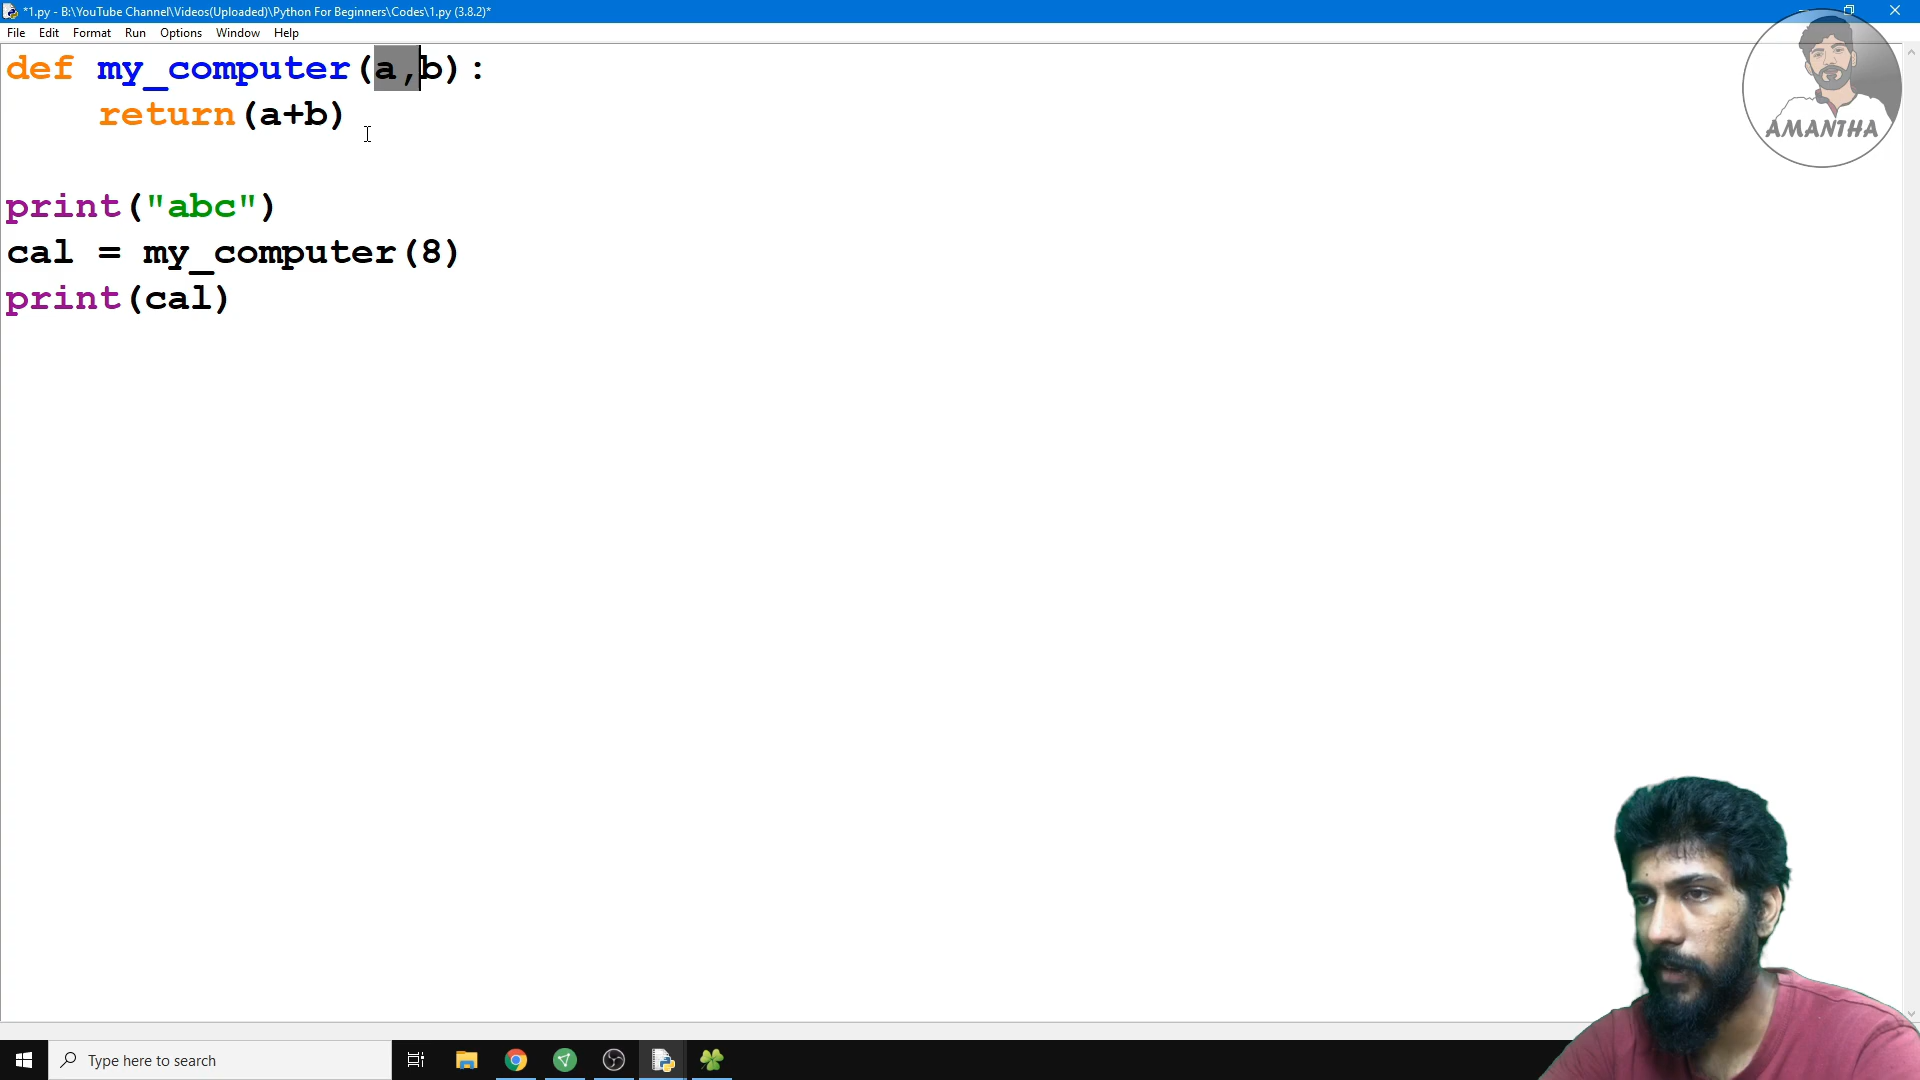 *1.py - B:\YouTube Channel\Videos(Uploaded)\Python For Beginners\Codes\1.py (3.8.2)*
File Edit Format Run Options Window Help
def my_computer(a,b):
    return(a+b)
print("abc")
cal = my_computer(8)
print(cal)
AMANTHA
Type here to search